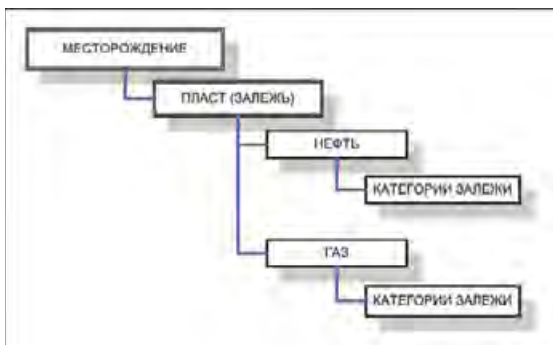 МЕСТОРОЖДЕНИЕ
ПЛАСТ (ЗАЛЕЖЬ)
НЕФТЬ
КАТЕГОРИИ ЗАЛЕЖИ
ГАЗ
КАТЕГОРИИ ЗАЛЕЖИ